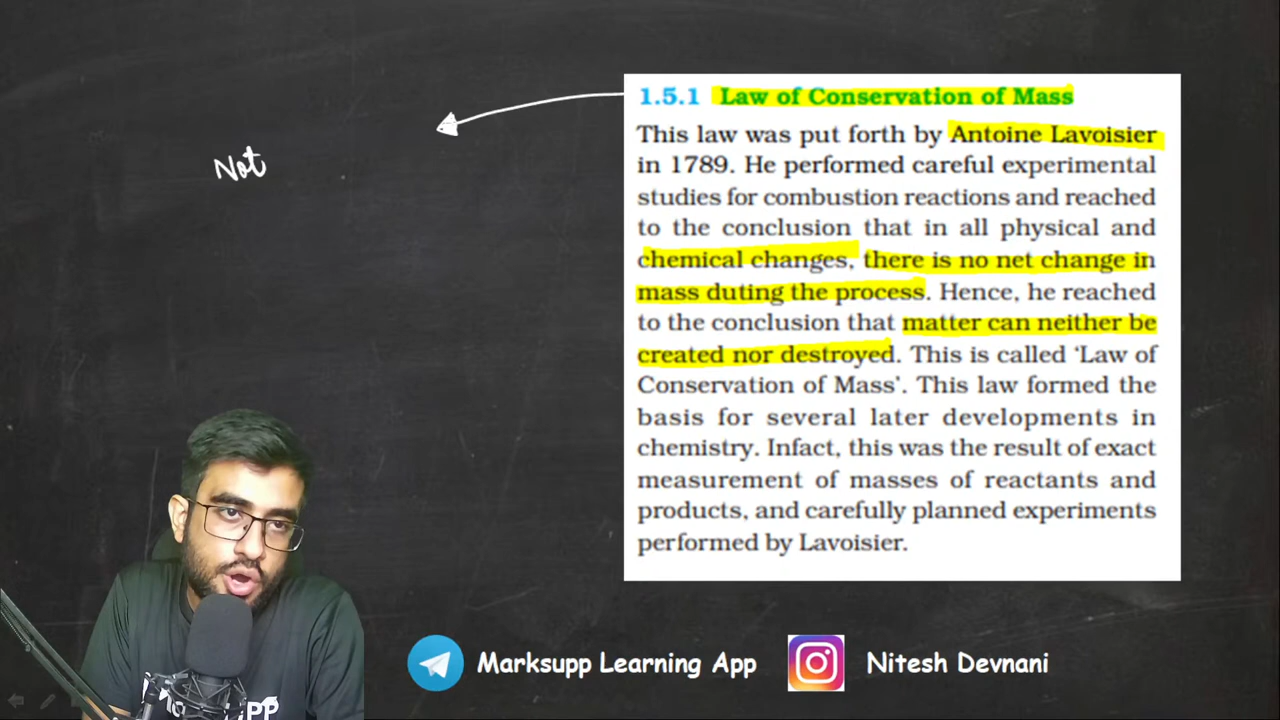 Not
1.5.1 Law of Conservation of Mass
This law was put forth by Antoine Lavoisier
in 1789. He performed careful experimental
studies for combustion reactions and reached
to the conclusion that in all physical and
chemical changes, there is no net change in
mass duting the process. Hence, he reached
to the conclusion that matter can neither be
created nor destroyed. This is called ‘Law of
Conservation of Mass’. This law formed the
basis for several later developments in
chemistry. Infact, this was the result of exact
measurement of masses of reactants and
products, and carefully planned experiments
performed by Lavoisier.
Marksupp Learning App
Nitesh Devnani